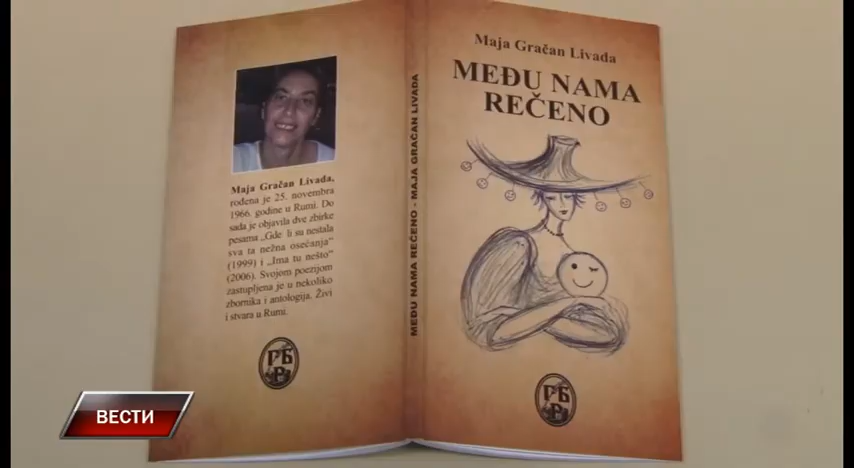 Maja Gračan Livada,
rođena je 25. novembra
1966. godine u Rumi. Do
sada je objavila dve zbirke
pesama „Gde li su nestala
sva ta nežna osećanja"
(1999) i „Ima tu nešto"
(2006). Svojom poezijom
zastupljena je u nekoliko
zbornika i antologija. Živi
i stvara u Rumi.
ГБР
MEĐU NAMA REČENO - MAJA GRAČAN LIVADA
Maja Gračan Livada
MEĐU NAMA
REČENO
ГБР
ВЕСТИ